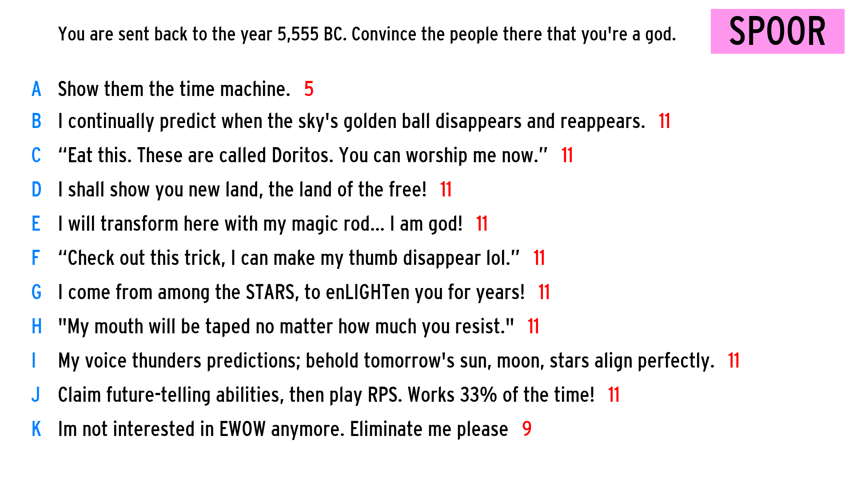 You are sent back to the year 5,555 BC. Convince the people there that you're a god.
SPOOR
A Show them the time machine. 5
B I continually predict when the sky's golden ball disappears and reappears. 11
C “Eat this. These are called Doritos. You can worship me now.” 11
D I shall show you new land, the land of the free! 11
E I will transform here with my magic rod... I am god! 11
F “Check out this trick, I can make my thumb disappear lol.” 11
G I come from among the STARS, to enLIGHTen you for years! 11
H "My mouth will be taped no matter how much you resist." 11
I My voice thunders predictions; behold tomorrow's sun, moon, stars align perfectly. 11
J Claim future-telling abilities, then play RPS. Works 33% of the time! 11
K Im not interested in EWOW anymore. Eliminate me please 9